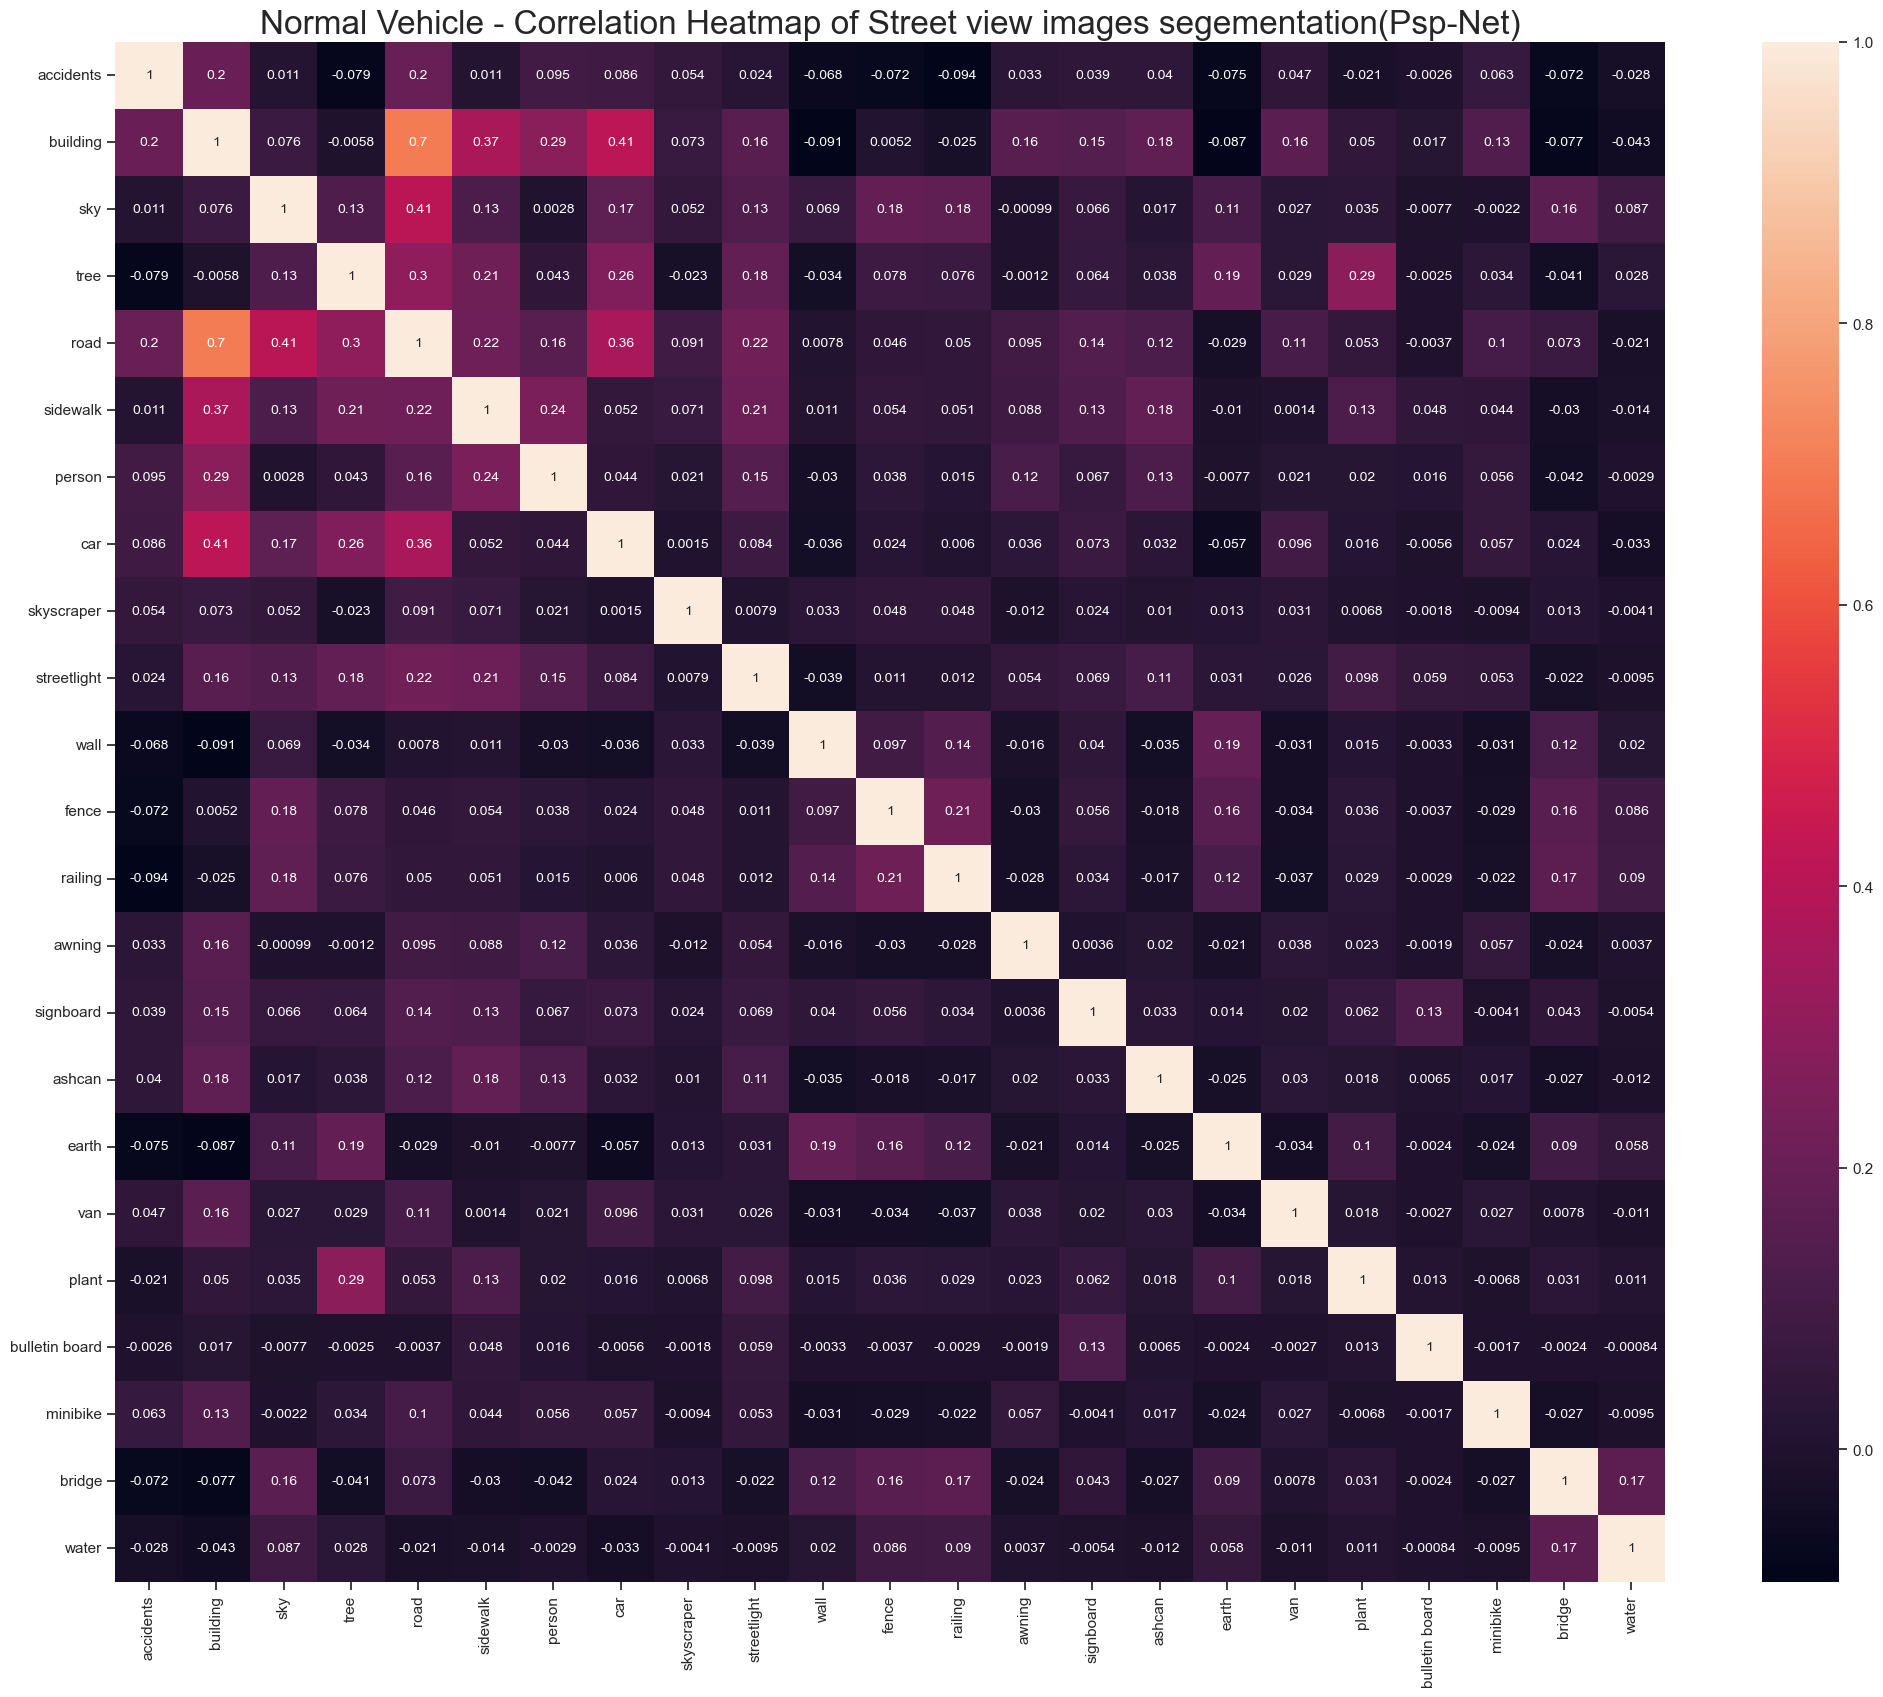 Normal Vehicle - Correlation Heatmap of Street view images segementation(Psp-Net)
accidents 1 0.2 0.011 -0.079 0.2 0.011 0.095 0.086 0.054 0.024 -0.068 -0.072 -0.094 0.033 0.039 0.04 -0.075 0.047 -0.021 -0.0026 0.063 -0.072 -0.028
building 0.2 1 0.076 -0.0058 0.7 0.37 0.29 0.41 0.073 0.16 -0.091 0.0052 -0.025 0.16 0.15 0.18 -0.087 0.16 0.05 0.017 0.13 -0.077 -0.043
sky 0.011 0.076 1 0.13 0.41 0.13 0.0028 0.17 0.052 0.13 0.069 0.18 0.18 -0.00099 0.066 0.017 0.11 0.027 0.035 -0.0077 -0.0022 0.16 0.087
tree -0.079 -0.0058 0.13 1 0.3 0.21 0.043 0.26 -0.023 0.18 -0.034 0.078 0.076 -0.0012 0.064 0.038 0.19 0.029 0.29 -0.0025 0.034 -0.041 0.028
road 0.2 0.7 0.41 0.3 1 0.22 0.16 0.36 0.091 0.22 0.0078 0.046 0.05 0.095 0.14 0.12 -0.029 0.11 0.053 -0.0037 0.1 0.073 -0.021
sidewalk 0.011 0.37 0.13 0.21 0.22 1 0.24 0.052 0.071 0.21 0.011 0.054 0.051 0.088 0.13 0.18 -0.01 0.0014 0.13 0.048 0.044 -0.03 -0.014
person 0.095 0.29 0.0028 0.043 0.16 0.24 1 0.044 0.021 0.15 -0.03 0.038 0.015 0.12 0.067 0.13 -0.0077 0.021 0.02 0.016 0.056 -0.042 -0.0029
car 0.086 0.41 0.17 0.26 0.36 0.052 0.044 1 0.0015 0.084 -0.036 0.024 0.006 0.036 0.073 0.032 -0.057 0.096 0.016 -0.0056 0.057 0.024 -0.033
skyscraper 0.054 0.073 0.052 -0.023 0.091 0.071 0.021 0.0015 1 0.0079 0.033 0.048 0.048 -0.012 0.024 0.01 0.013 0.031 0.0068 -0.0018 -0.0094 0.013 -0.0041
streetlight 0.024 0.16 0.13 0.18 0.22 0.21 0.15 0.084 0.0079 1 -0.039 0.011 0.012 0.054 0.069 0.11 0.031 0.026 0.098 0.059 0.053 -0.022 -0.0095
wall -0.068 -0.091 0.069 -0.034 0.0078 0.011 -0.03 -0.036 0.033 -0.039 1 0.097 0.14 -0.016 0.04 -0.035 0.19 -0.031 0.015 -0.0033 -0.031 0.12 0.02
fence -0.072 0.0052 0.18 0.078 0.046 0.054 0.038 0.024 0.048 0.011 0.097 1 0.21 -0.03 0.056 -0.018 0.16 -0.034 0.036 -0.0037 -0.029 0.16 0.086
railing -0.094 -0.025 0.18 0.076 0.05 0.051 0.015 0.006 0.048 0.012 0.14 0.21 1 -0.028 0.034 -0.017 0.12 -0.037 0.029 -0.0029 -0.022 0.17 0.09
awning 0.033 0.16 -0.00099 -0.0012 0.095 0.088 0.12 0.036 -0.012 0.054 -0.016 -0.03 -0.028 1 0.0036 0.02 -0.021 0.038 0.023 -0.0019 0.057 -0.024 0.0037
signboard 0.039 0.15 0.066 0.064 0.14 0.13 0.067 0.073 0.024 0.069 0.04 0.056 0.034 0.0036 1 0.033 0.014 0.02 0.062 0.13 -0.0041 0.043 -0.0054
ashcan 0.04 0.18 0.017 0.038 0.12 0.18 0.13 0.032 0.01 0.11 -0.035 -0.018 -0.017 0.02 0.033 1 -0.025 0.03 0.018 0.0065 0.017 -0.027 -0.012
earth -0.075 -0.087 0.11 0.19 -0.029 -0.01 -0.0077 -0.057 0.013 0.031 0.19 0.16 0.12 -0.021 0.014 -0.025 1 -0.034 0.1 -0.0024 -0.024 0.09 0.058
van 0.047 0.16 0.027 0.029 0.11 0.0014 0.021 0.096 0.031 0.026 -0.031 -0.034 -0.037 0.038 0.02 0.03 -0.034 1 0.018 -0.0027 0.027 0.0078 -0.011
plant -0.021 0.05 0.035 0.29 0.053 0.13 0.02 0.016 0.0068 0.098 0.015 0.036 0.029 0.023 0.062 0.018 0.1 0.018 1 0.013 -0.0068 0.031 0.011
bulletin board -0.0026 0.017 -0.0077 -0.0025 -0.0037 0.048 0.016 -0.0056 -0.0018 0.059 -0.0033 -0.0037 -0.0029 -0.0019 0.13 0.0065 -0.0024 -0.0027 0.013 1 -0.0017 -0.0024 -0.00084
minibike 0.063 0.13 -0.0022 0.034 0.1 0.044 0.056 0.057 -0.0094 0.053 -0.031 -0.029 -0.022 0.057 -0.0041 0.017 -0.024 0.027 -0.0068 -0.0017 1 -0.027 -0.0095
bridge -0.072 -0.077 0.16 -0.041 0.073 -0.03 -0.042 0.024 0.013 -0.022 0.12 0.16 0.17 -0.024 0.043 -0.027 0.09 0.0078 0.031 -0.0024 -0.027 1 0.17
water -0.028 -0.043 0.087 0.028 -0.021 -0.014 -0.0029 -0.033 -0.0041 -0.0095 0.02 0.086 0.09 0.0037 -0.0054 -0.012 0.058 -0.011 0.011 -0.00084 -0.0095 0.17 1
accidents building sky tree road sidewalk person car skyscraper streetlight wall fence railing awning signboard ashcan earth van plant bulletin board minibike bridge water
1.0
0.8
0.6
0.4
0.2
0.0